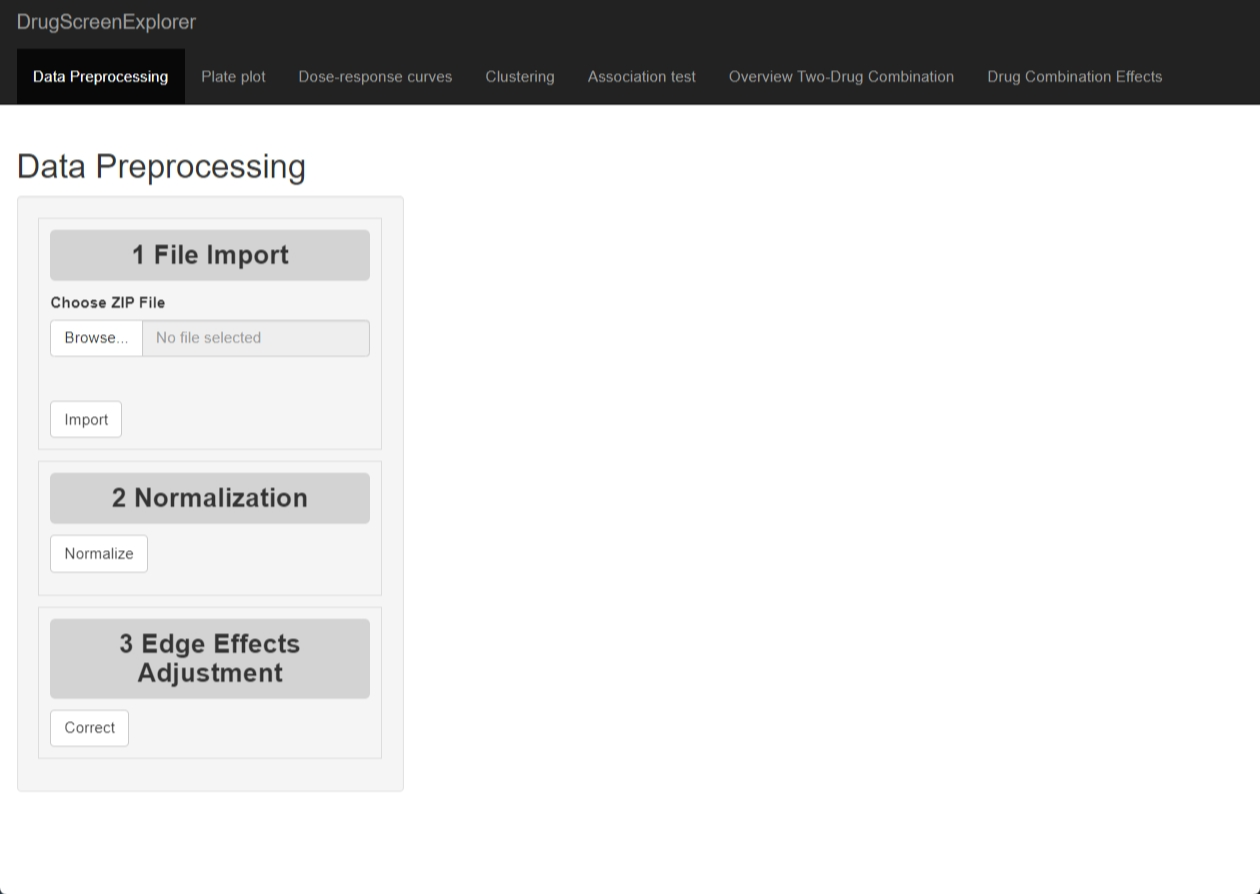 DrugScreenExplorer
Data Preprocessing Plate plot Dose-response curves Clustering Association test Overview Two-Drug Combination Drug Combination Effects
Data Preprocessing
1 File Import
Choose ZIP File
Browse... No file selected
Import
2 Normalization
Normalize
3 Edge Effects
Adjustment
Correct